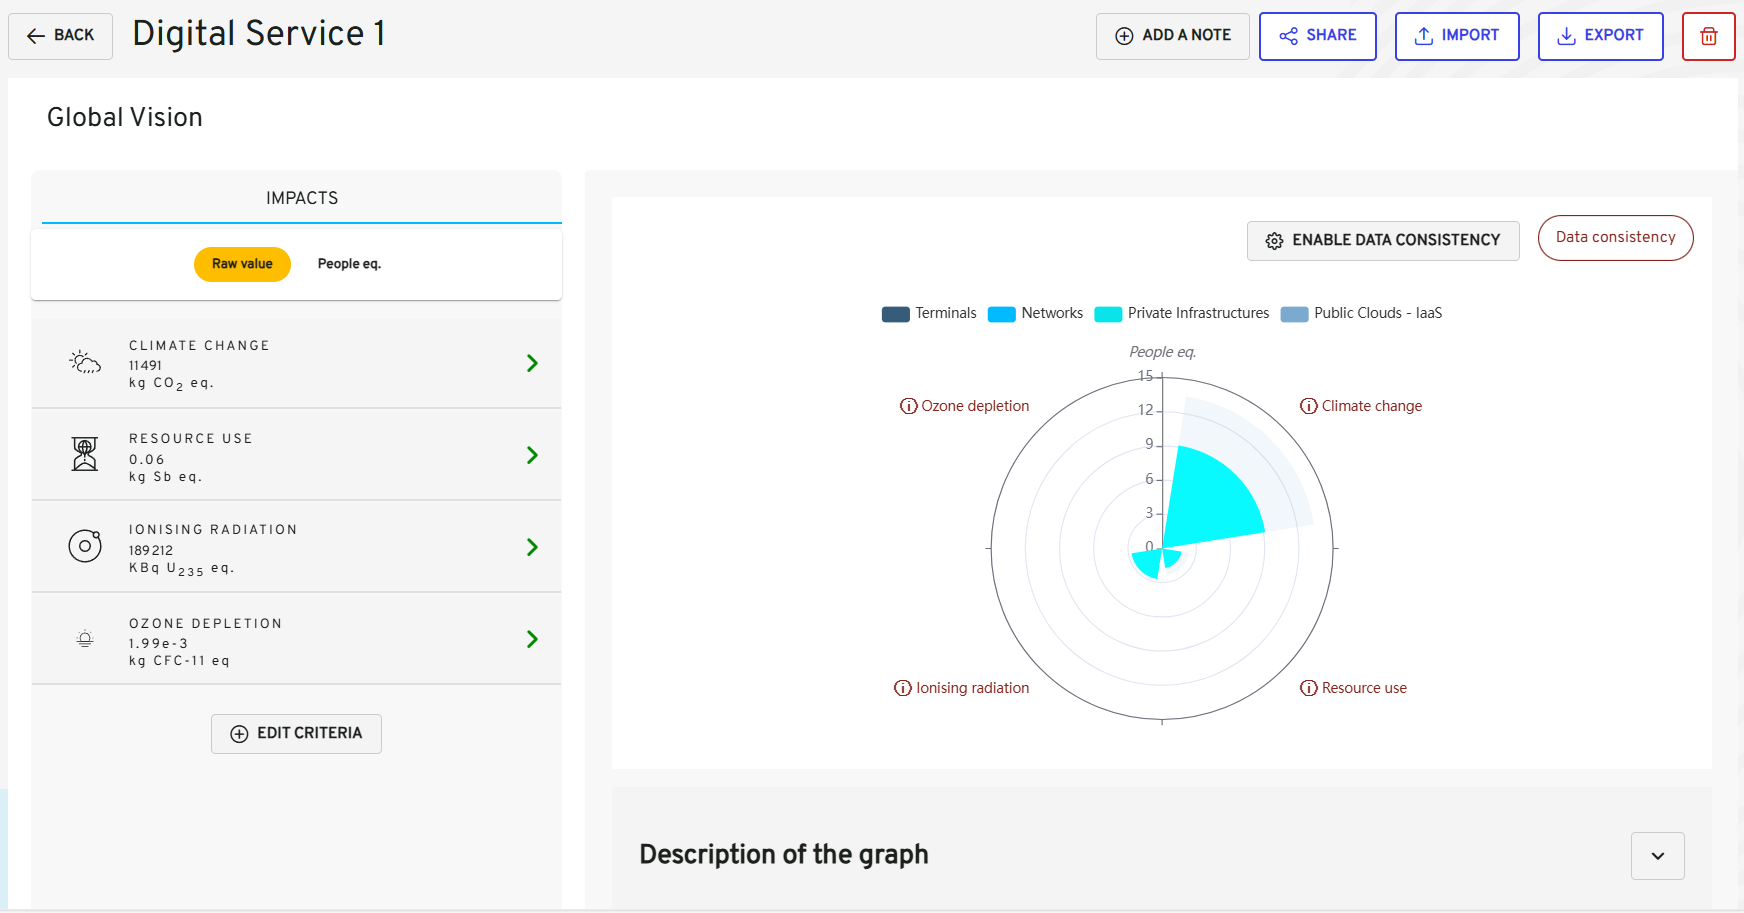 BACK
Digital Service 1
ADD A NOTE
SHARE
IMPORT
EXPORT
Global Vision
IMPACTS
Raw value
People eq.
CLIMATE CHANGE
11491
kg CO2 eq.
RESOURCE USE
0.06
kg Sb eq.
IONISING RADIATION
189212
KBq U235 eq.
OZONE DEPLETION
1.99e-3
kg CFC-11 eq
EDIT CRITERIA
ENABLE DATA CONSISTENCY
Data consistency
Terminals
Networks
Private Infrastructures
Public Clouds - IaaS
People eq.
15
12
9
6
3
0
Ozone depletion
Climate change
Ionising radiation
Resource use
Description of the graph